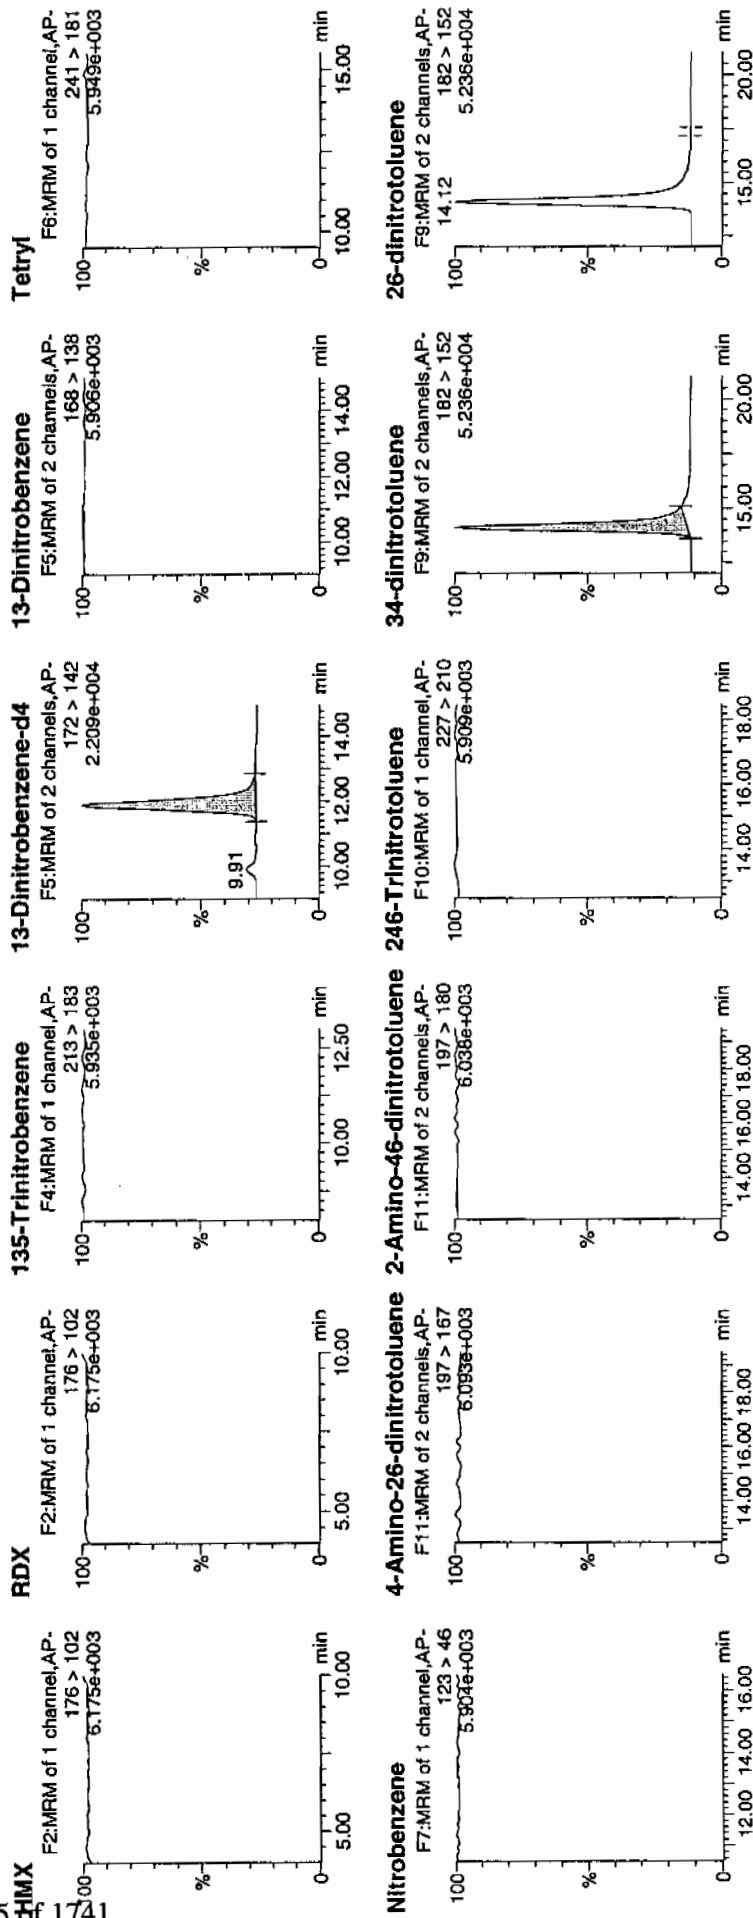 HMX
F2:MRM of 1 channel,AP-
176 > 102
6.175e+003
100
%
0
5.00
10.00
min
RDX
F2:MRM of 1 channel,AP-
176 > 102
6.175e+003
100
%
0
5.00
10.00
min
135-Trinitrobenzene
F4:MRM of 1 channel,AP-
213 > 183
5.935e+003
100
%
0
10.00
12.50
min
13-Dinitrobenzene-d4
F5:MRM of 2 channels,AP-
172 > 142
2.209e+004
100
9.91
%
0
10.00
12.00
14.00
min
13-Dinitrobenzene
F5:MRM of 2 channels,AP-
168 > 138
5.906e+003
100
%
0
10.00
12.00
14.00
min
Tetryl
F6:MRM of 1 channel,AP-
241 > 181
5.949e+003
100
%
0
10.00
15.00
min
Nitrobenzene
F7:MRM of 1 channel,AP-
123 > 46
5.904e+003
100
%
0
12.00
14.00
16.00
min
4-Amino-26-dinitrotoluene
F11:MRM of 2 channels,AP-
197 > 167
6.093e+003
100
%
0
14.00
16.00
18.00
min
2-Amino-46-dinitrotoluene
F11:MRM of 2 channels,AP-
197 > 180
6.038e+003
100
%
0
14.00
16.00
18.00
min
246-Trinitrotoluene
F10:MRM of 1 channel,AP-
227 > 210
5.909e+003
100
%
0
14.00
16.00
18.00
min
34-dinitrotoluene
F9:MRM of 2 channels,AP-
182 > 152
5.236e+004
100
%
0
15.00
20.00
min
26-dinitrotoluene
F9:MRM of 2 channels,AP-
182 > 152
14.12
5.236e+004
100
%
0
15.00
20.00
min
of 1741